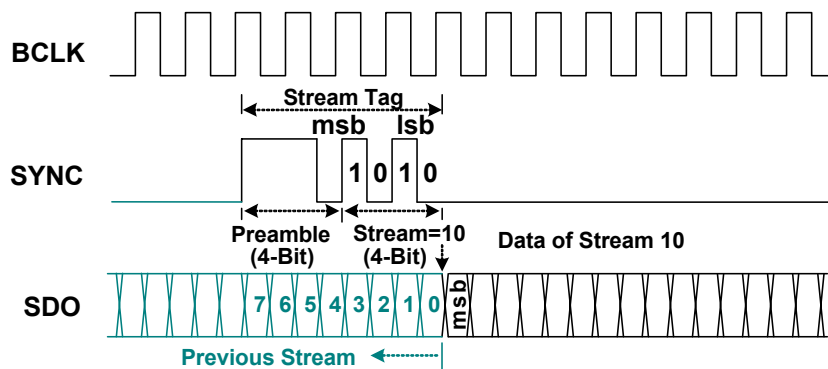 BCLK
Stream Tag
msb lsb
SYNC
1 0 1 0
Preamble
(4-Bit)
Stream=10
(4-Bit)
Data of Stream 10
SDO
7 6 5 4 3 2 1 0
msb
Previous Stream